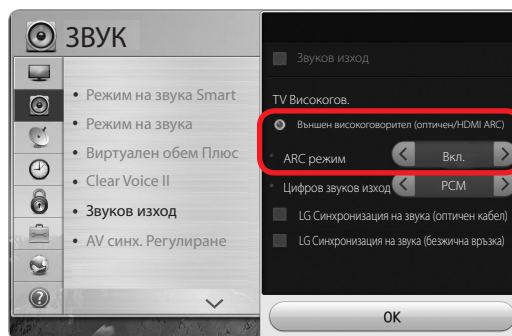 ЗВУК
• Режим на звука Smart
• Режим на звука
• Виртуален обем Плюс
• Clear Voice II
• Звуков изход
• AV синх. Регулиране
Звуков изход
TV Високогов.
Външен високоговорител (оптичен/HDMI ARC)
• ARC режим < Вкл. >
• Цифров звуков изход < PCM >
LG Синхронизация на звука (оптичен кабел)
LG Синхронизация на звука (безжична връзка)
OK